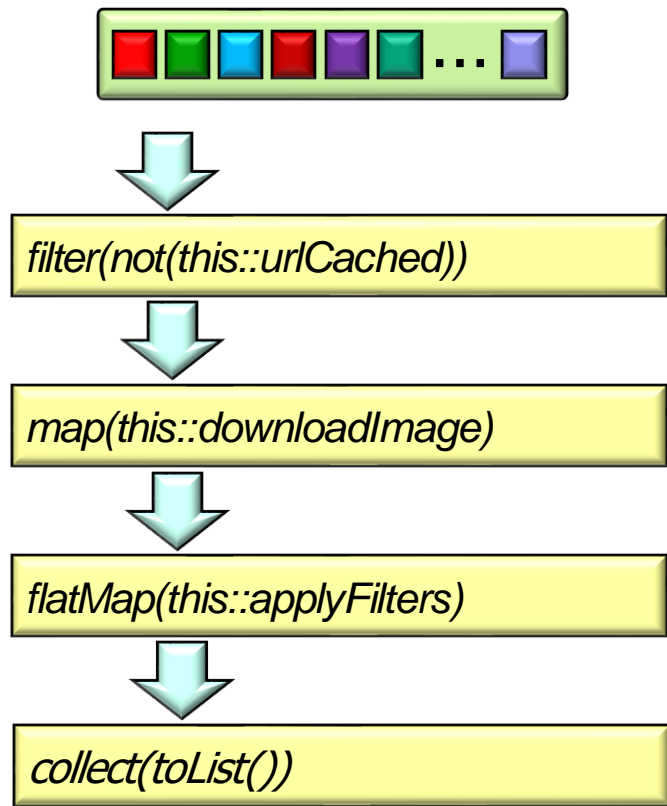 ...
filter(not(this::urlCached))
map(this::downloadImage)
flatMap(this::applyFilters)
collect(toList())